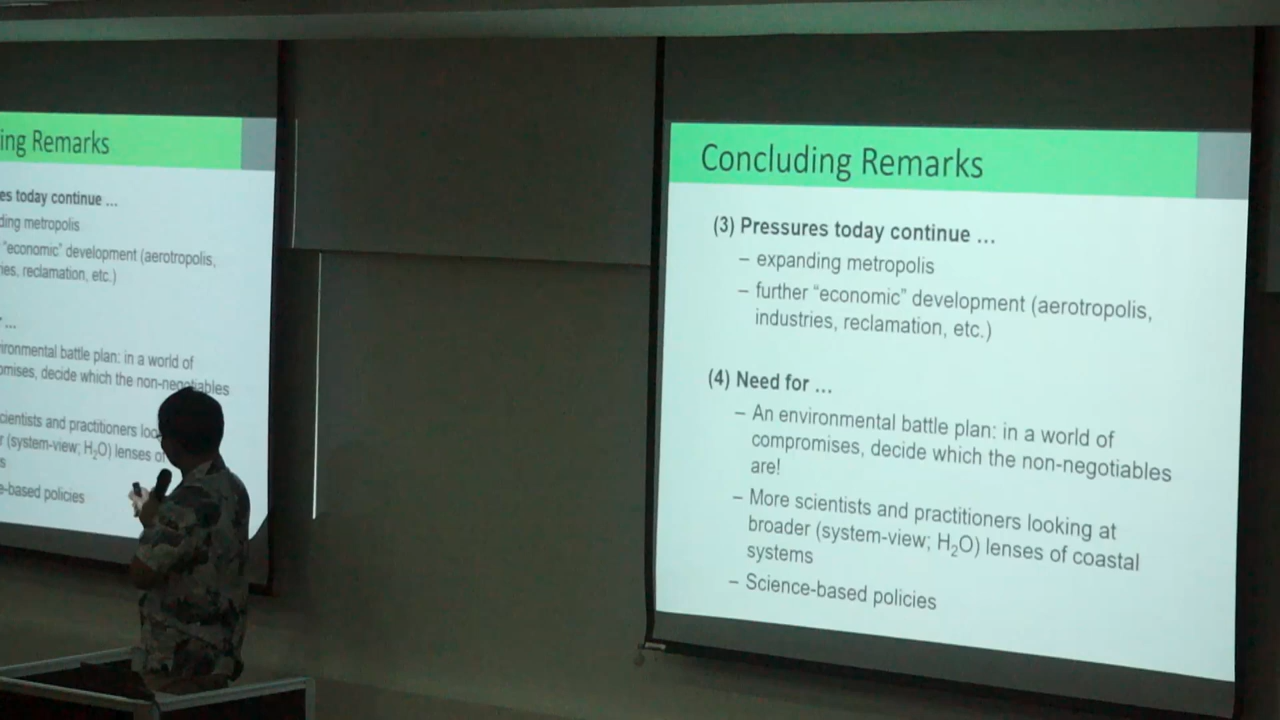 ing Remarks
es today continue ...
ding metropolis
"economic" development (aerotropolis,
ies, reclamation, etc.)
r ...
ironmental battle plan: in a world of
omises, decide which the non-negotiables
cientists and practitioners loo
r (system-view; H₂O) lenses of
s
e-based policies
Concluding Remarks
(3) Pressures today continue ...
– expanding metropolis
– further “economic” development (aerotropolis,
industries, reclamation, etc.)
(4) Need for ...
– An environmental battle plan: in a world of
compromises, decide which the non-negotiables
are!
– More scientists and practitioners looking at
broader (system-view; H₂O) lenses of coastal
systems
– Science-based policies